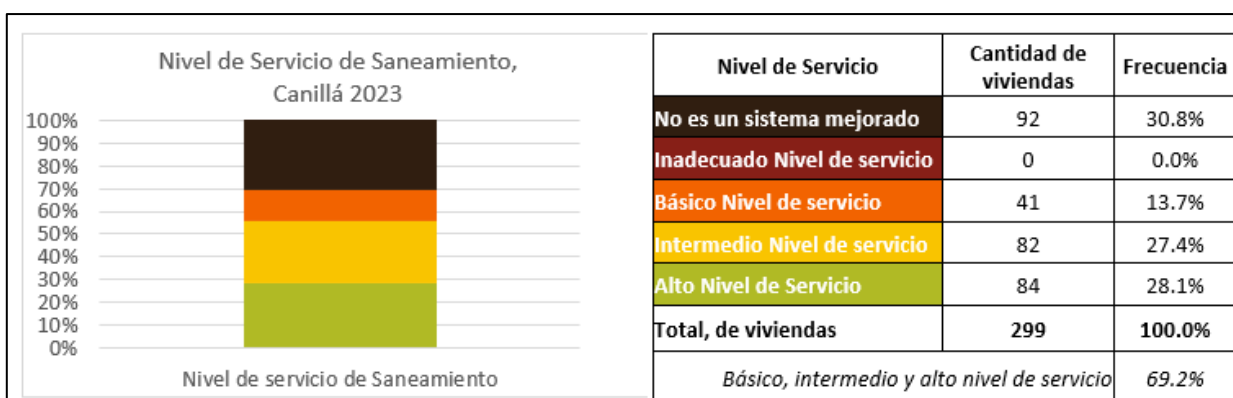 Nivel de Servicio de Saneamiento,
Canillá 2023
100%
90%
80%
70%
60%
50%
40%
30%
20%
10%
0%
Nivel de servicio de Saneamiento
Nivel de Servicio Cantidad de viviendas Frecuencia
No es un sistema mejorado 92 30.8%
Inadecuado Nivel de servicio 0 0.0%
Básico Nivel de servicio 41 13.7%
Intermedio Nivel de servicio 82 27.4%
Alto Nivel de Servicio 84 28.1%
Total, de viviendas 299 100.0%
Básico, intermedio y alto nivel de servicio 69.2%